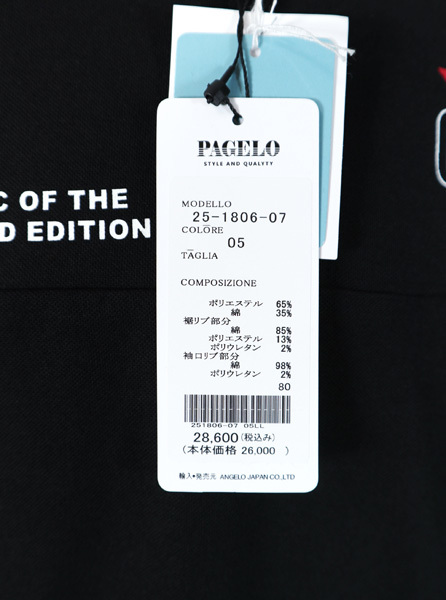 PAGELO
STYLE AND QUALYTY
MODELLO
25-1806-07
COLORE
05
TAGLIA
COMPOSIZIONE
ポリエステル 65%
綿 35%
裾リブ部分
綿 85%
ポリエステル 13%
ポリウレタン 2%
袖口リブ部分
綿 98%
ポリウレタン 2%
80
251806-07 05LL
28,600(税込み)
(本体価格 26,000 )
輸入・発売元 ANGELO JAPAN CO.,LTD
C OF THE
D EDITION